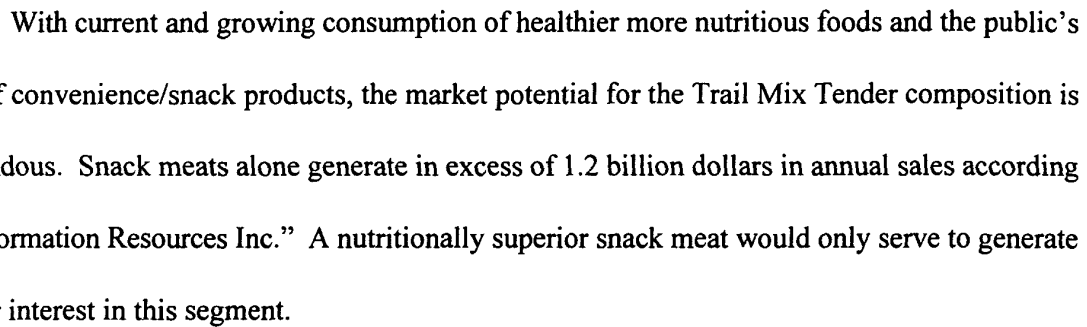 With current and growing consumption of healthier more nutritious foods and the public's
convenience/snack products, the market potential for the Trail Mix Tender composition is
Snack meats alone generate in excess of 1.2 billion dollars in annual sales according
Resources Inc.” A nutritionally superior snack meat would only serve to generate
interest in this segment.